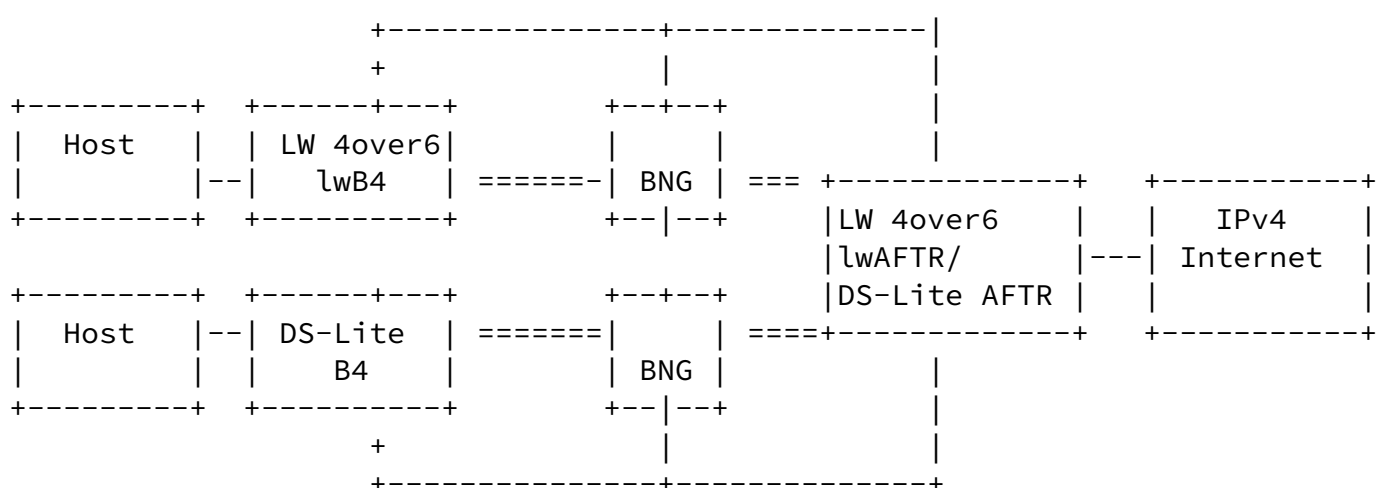 Host LW 4over6
lwB4 BNG
LW 4over6 IPv4
lwAFTR/ Internet
DS-Lite AFTR
Host DS-Lite
B4 BNG